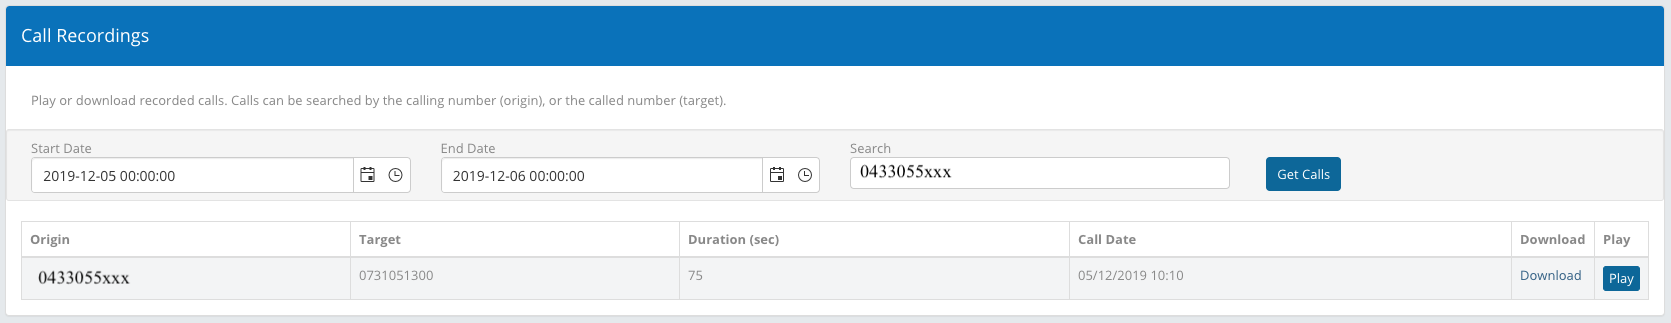 Call Recordings
Play or download recorded calls. Calls can be searched by the calling number (origin), or the called number (target).
Start Date End Date Search
2019-12-05 00:00:00 2019-12-06 00:00:00 0433055xxx Get Calls
Origin Target Duration (sec) Call Date Download Play
0433055xxx 0731051300 75 05/12/2019 10:10 Download Play